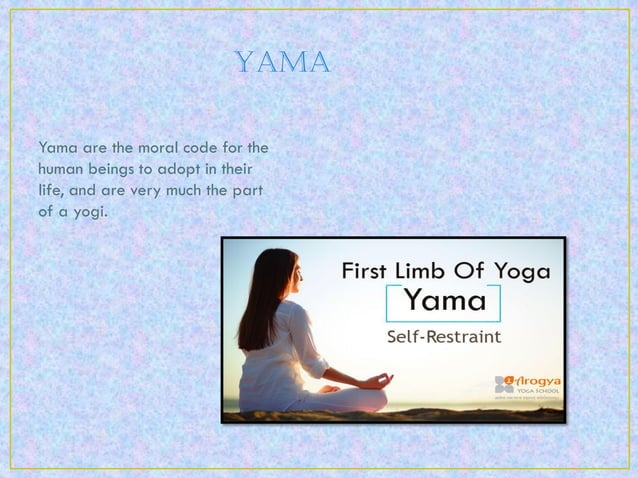 YAMA
Yama are the moral code for the
human beings to adopt in their
life, and are very much the part
of a yogi.
First Limb Of Yoga
Yama
Self-Restraint
Arogya
YOGA SCHOOL